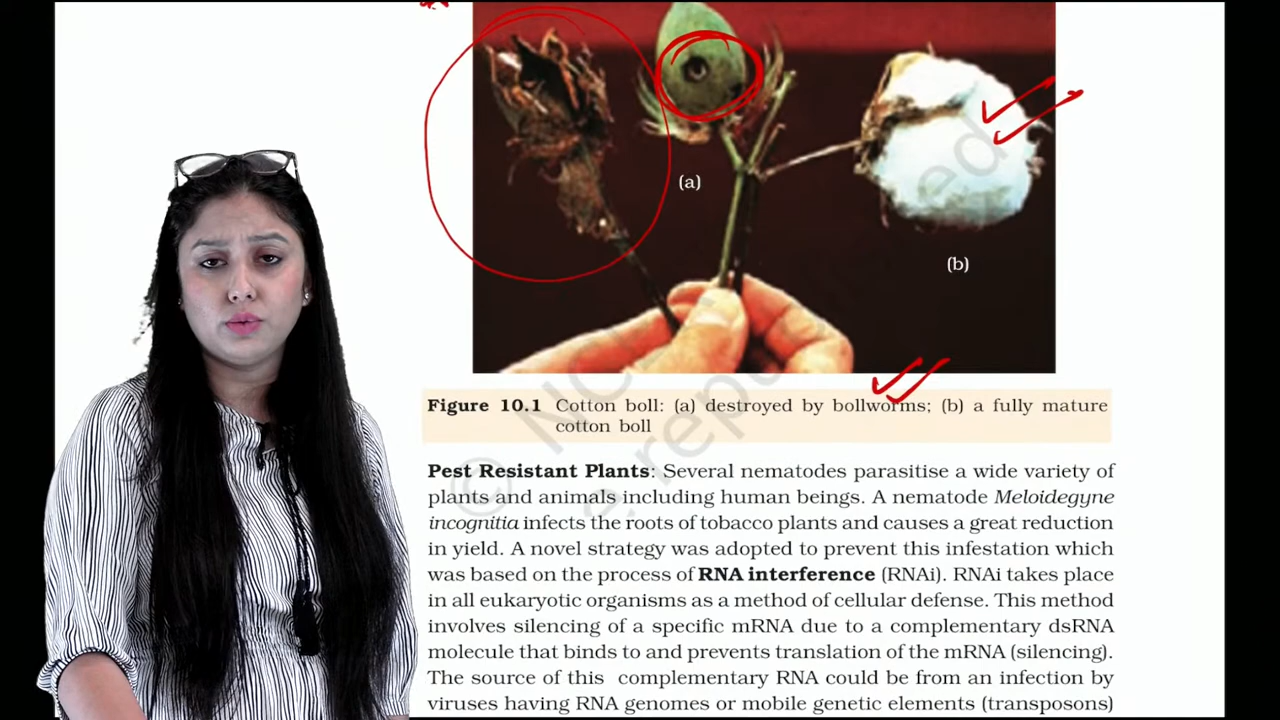 (a)
(b)
Figure 10.1 Cotton boll: (a) destroyed by bollworms; (b) a fully mature
cotton boll
Pest Resistant Plants: Several nematodes parasitise a wide variety of
plants and animals including human beings. A nematode Meloidegyne
incognitia infects the roots of tobacco plants and causes a great reduction
in yield. A novel strategy was adopted to prevent this infestation which
was based on the process of RNA interference (RNAi). RNAi takes place
in all eukaryotic organisms as a method of cellular defense. This method
involves silencing of a specific mRNA due to a complementary dsRNA
molecule that binds to and prevents translation of the mRNA (silencing).
The source of this complementary RNA could be from an infection by
viruses having RNA genomes or mobile genetic elements (transposons)